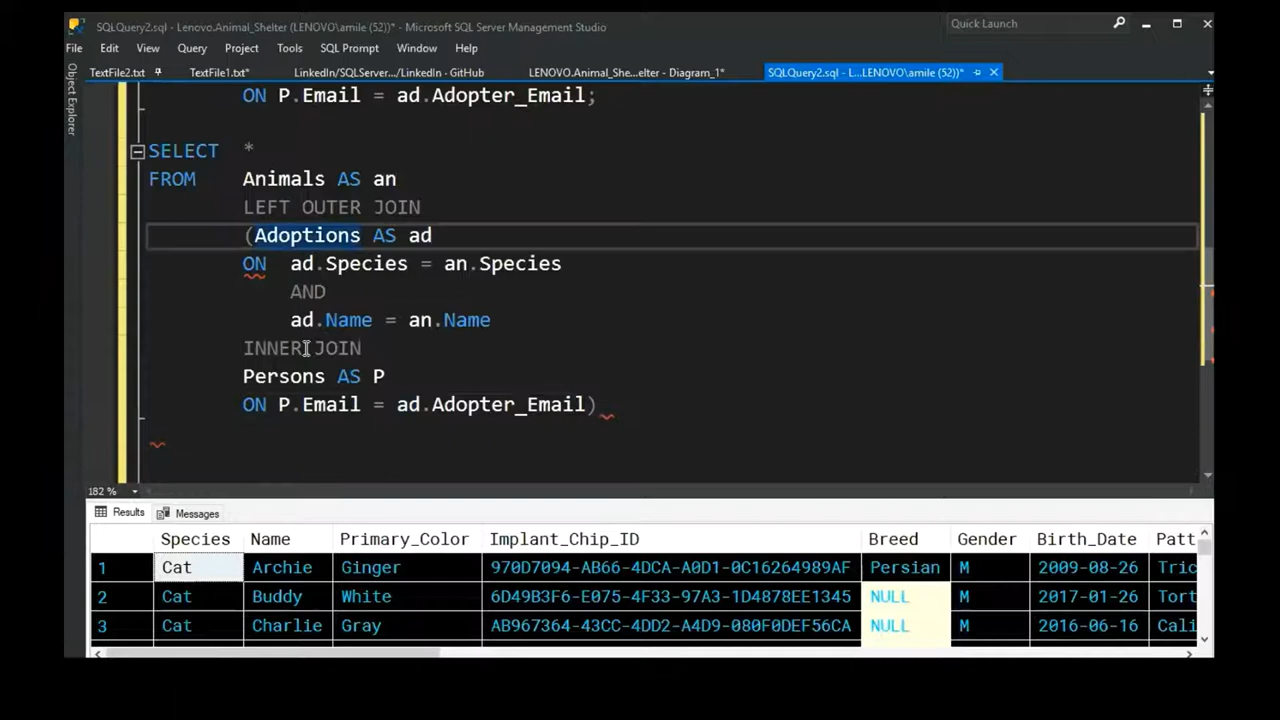 SQLQuery2.sql - Lenovo.Animal_Shelter (LENOVO\amile (52))* - Microsoft SQL Server Management Studio
Quick Launch
File Edit View Query Project Tools SQL Prompt Window Help
TextFile2.txt TextFile1.txt* LinkedIn/SQLServer.../LinkedIn - GitHub LENOVO.Animal_She...elter - Diagram_1* SQLQuery2.sql - L...LENOVO\amile (52))*
Object Explorer
ON P.Email = ad.Adopter_Email;
SELECT *
FROM Animals AS an
LEFT OUTER JOIN
(Adoptions AS ad
ON ad.Species = an.Species
AND
ad.Name = an.Name
INNER JOIN
Persons AS P
ON P.Email = ad.Adopter_Email)
182 %
Results Messages
Species Name Primary_Color Implant_Chip_ID Breed Gender Birth_Date Patt
1 Cat Archie Ginger 970D7094-AB66-4DCA-A0D1-0C16264989AF Persian M 2009-08-26 Tric
2 Cat Buddy White 6D49B3F6-E075-4F33-97A3-1D4878EE1345 NULL M 2017-01-26 Tort
3 Cat Charlie Gray AB967364-43CC-4DD2-A4D9-080F0DEF56CA NULL M 2016-06-16 Cali